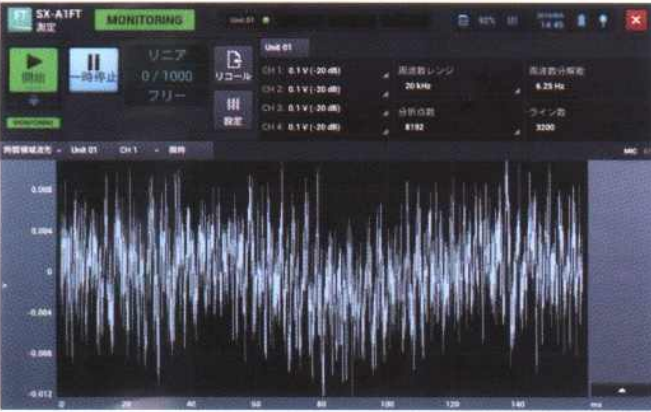 SX-A1FT
測定
MONITORING
Unit 01
90%
14:45
開始
一時停止
リニア
0 / 1000
フリー
リコール
設定
MONITORING
Unit 01
CH 1 0.1 V (-20 dB)
CH 2 0.1 V (-20 dB)
CH 3 0.1 V (-20 dB)
CH 4 0.1 V (-20 dB)
周波数レンジ
20 kHz
分析点数
8192
周波数分解能
6.25 Hz
ライン数
3200
時間領域波形
Unit 01
CH 1
瞬時
MIC
0.008
0.004
0
-0.004
-0.008
-0.012
V
0 20 40 60 80 100 120 140 ms